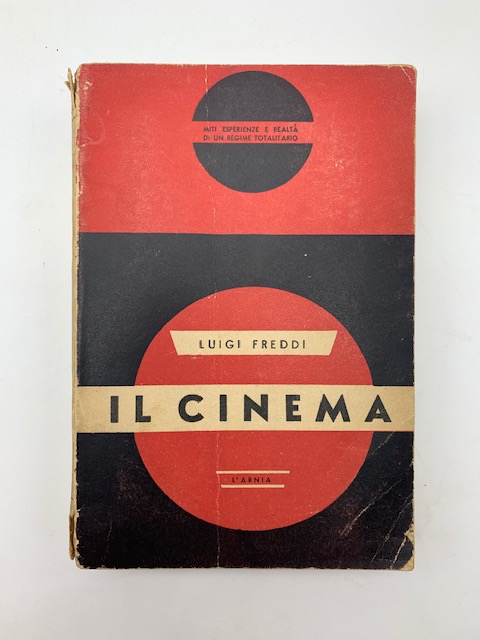 MITI ESPERIENZE E REALTÀ
DI UN REGIME TOTALITARIO
LUIGI FREDDI
IL CINEMA
L'ARNIA